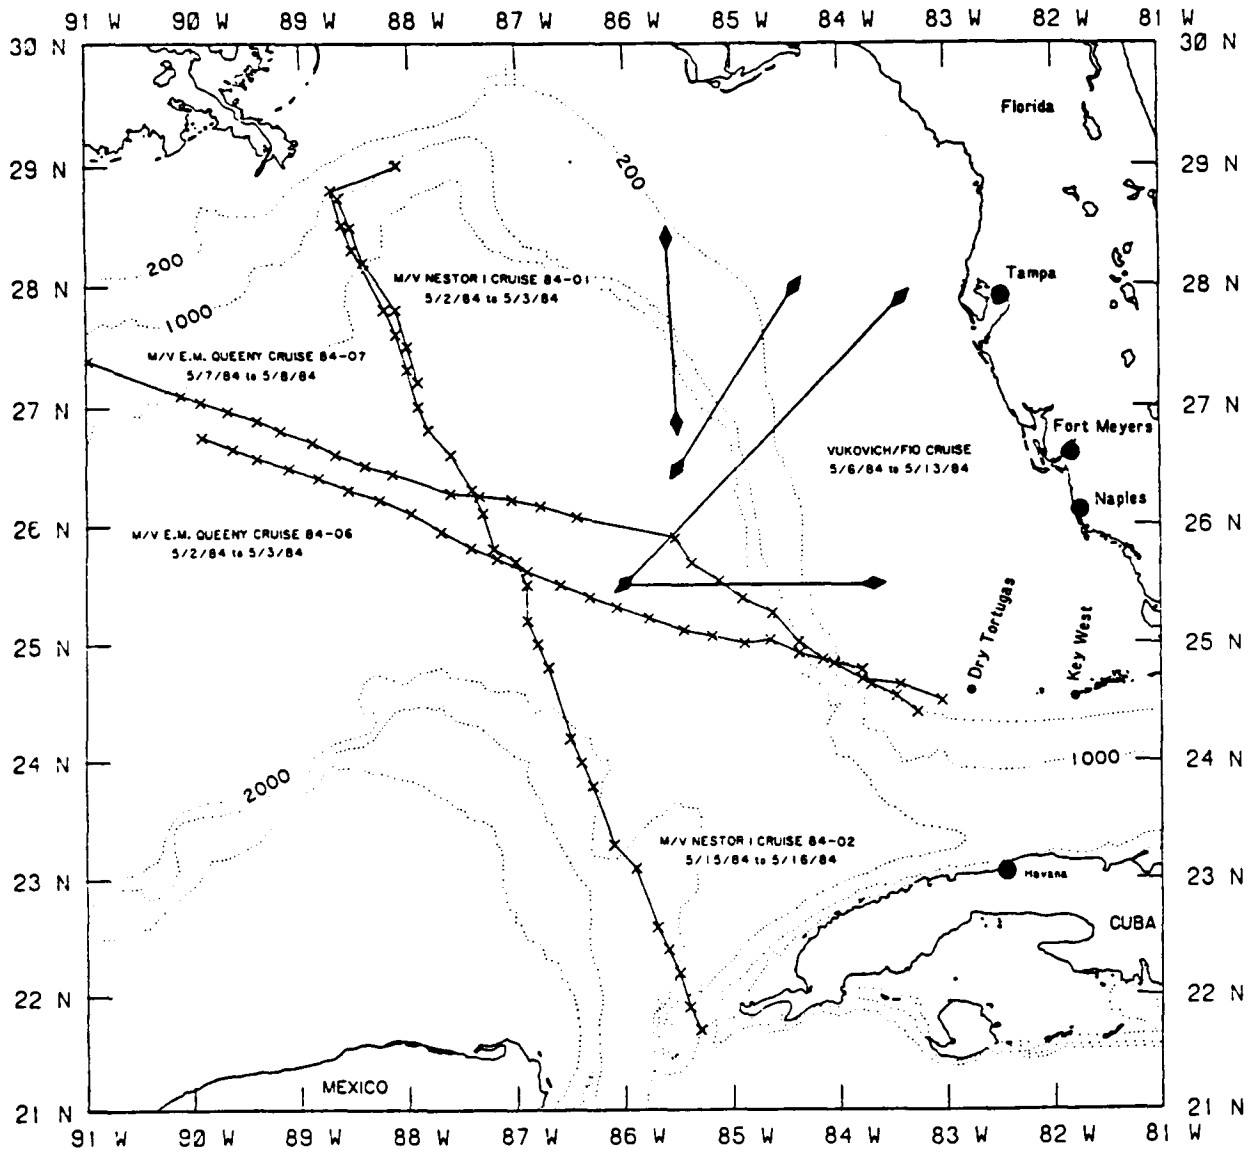 91 W 90 W 89 W 88 W 87 W 86 W 85 W 84 W 83 W 82 W 81 W
30 N 30 N
Florida
29 N 29 N
200
200
28 N 28 N
M/V NESTOR I CRUISE 84-01
5/2/84 to 5/3/84
Tampa
1000
M/V E.M. QUEENY CRUISE 84-07
5/7/84 to 5/8/84
27 N 27 N
Fort Meyers
VUKOVICH/FIO CRUISE
5/6/84 to 5/13/84
Naples
26 N 26 N
M/V E.M. QUEENY CRUISE 84-06
5/2/84 to 5/3/84
Dry Tortugas
Key West
25 N 25 N
24 N 24 N
1000
2000
M/V NESTOR I CRUISE 84-02
5/15/84 to 5/16/84
23 N 23 N
Havana
CUBA
22 N 22 N
MEXICO
21 N 21 N
91 W 90 W 89 W 88 W 87 W 86 W 85 W 84 W 83 W 82 W 81 W